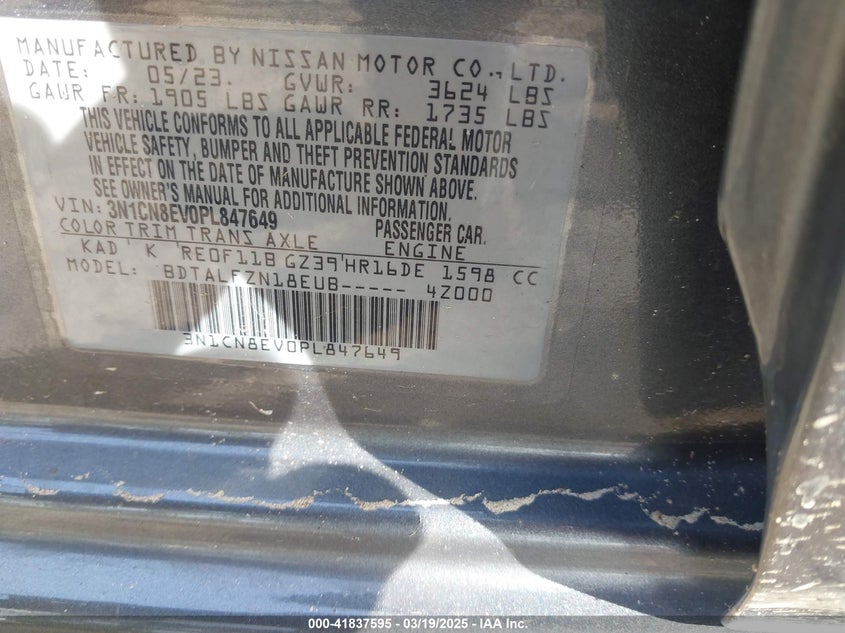 MANUFACTURED BY NISSAN MOTOR CO., LTD.
DATE: 05/23. GVWR: 3624 LBS
GAWR FR: 1905 LBS GAWR RR: 1735 LBS
THIS VEHICLE CONFORMS TO ALL APPLICABLE FEDERAL MOTOR
VEHICLE SAFETY, BUMPER AND THEFT PREVENTION STANDARDS
IN EFFECT ON THE DATE OF MANUFACTURE SHOWN ABOVE.
SEE OWNER'S MANUAL FOR ADDITIONAL INFORMATION.
VIN: 3N1CN8EV0PL847649 PASSENGER CAR.
COLOR TRIM TRANS AXLE ENGINE
KAD K RE0F11B GZ39 HR16DE 1598 CC
MODEL: BDTALEZN18EUB----- 4Z000
3N1CN8EV0PL847649
000-41837595 - 03/19/2025 - IAA Inc.